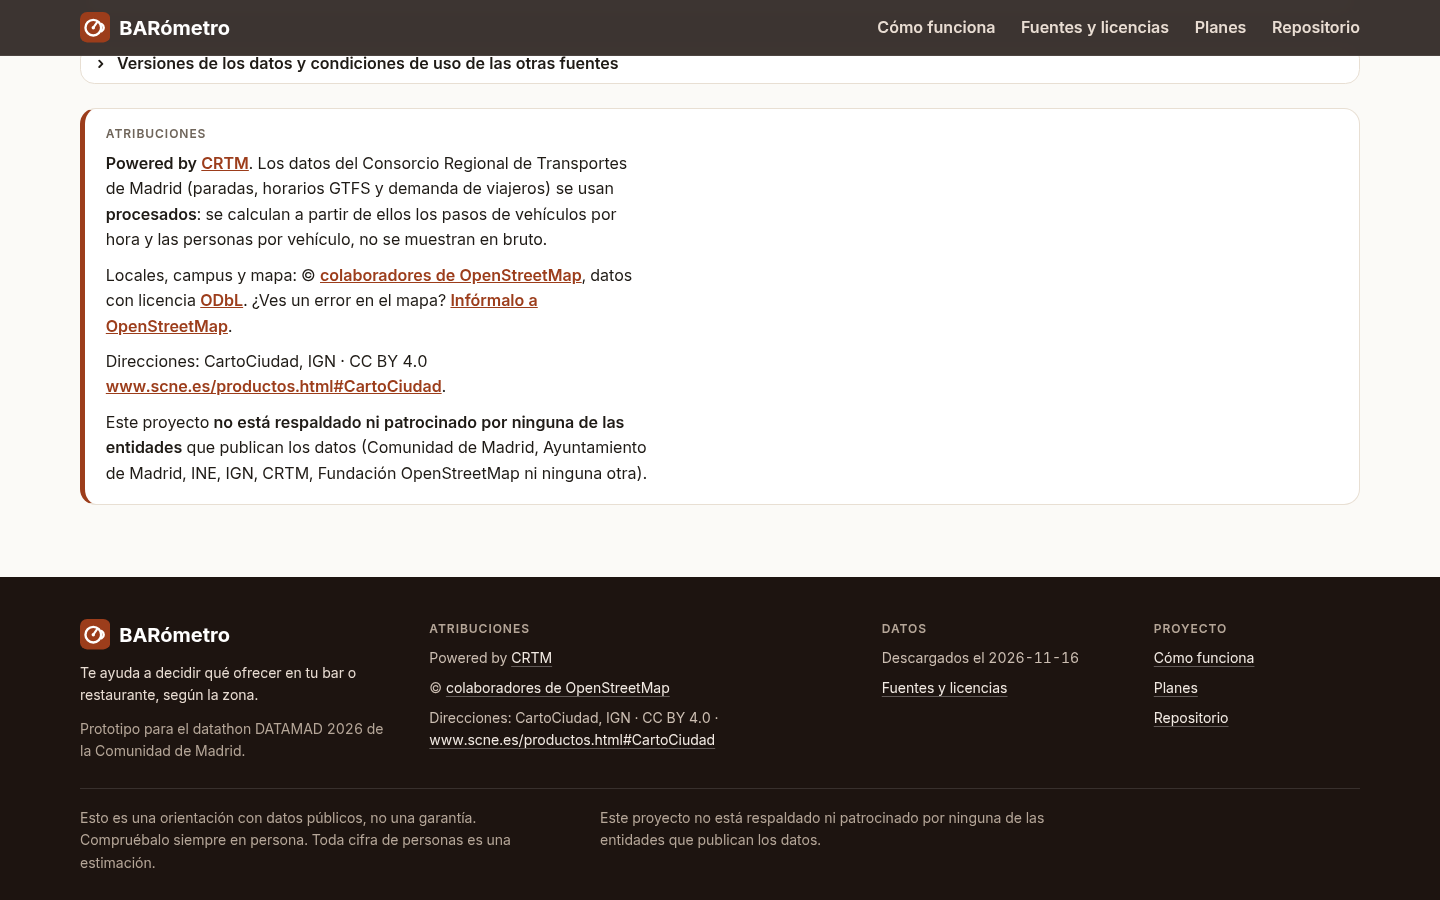 BARómetro
Cómo funciona
Fuentes y licencias
Planes
Repositorio
Versiones de los datos y condiciones de uso de las otras fuentes
ATRIBUCIONES
Powered by CRTM. Los datos del Consorcio Regional de Transportes
de Madrid (paradas, horarios GTFS y demanda de viajeros) se usan
procesados: se calculan a partir de ellos los pasos de vehículos por
hora y las personas por vehículo, no se muestran en bruto.
Locales, campus y mapa: © colaboradores de OpenStreetMap, datos
con licencia ODbL. ¿Ves un error en el mapa? Infórmalo a
OpenStreetMap.
Direcciones: CartoCiudad, IGN · CC BY 4.0
www.scne.es/productos.html#CartoCiudad.
Este proyecto no está respaldado ni patrocinado por ninguna de las
entidades que publican los datos (Comunidad de Madrid, Ayuntamiento
de Madrid, INE, IGN, CRTM, Fundación OpenStreetMap ni ninguna otra).
BARómetro
Te ayuda a decidir qué ofrecer en tu bar o
restaurante, según la zona.
Prototipo para el datathon DATAMAD 2026 de
la Comunidad de Madrid.
ATRIBUCIONES
Powered by CRTM
© colaboradores de OpenStreetMap
Direcciones: CartoCiudad, IGN · CC BY 4.0 ·
www.scne.es/productos.html#CartoCiudad
DATOS
Descargados el 2026-11-16
Fuentes y licencias
PROYECTO
Cómo funciona
Planes
Repositorio
Esto es una orientación con datos públicos, no una garantía.
Compruébalo siempre en persona. Toda cifra de personas es una
estimación.
Este proyecto no está respaldado ni patrocinado por ninguna de las
entidades que publican los datos.